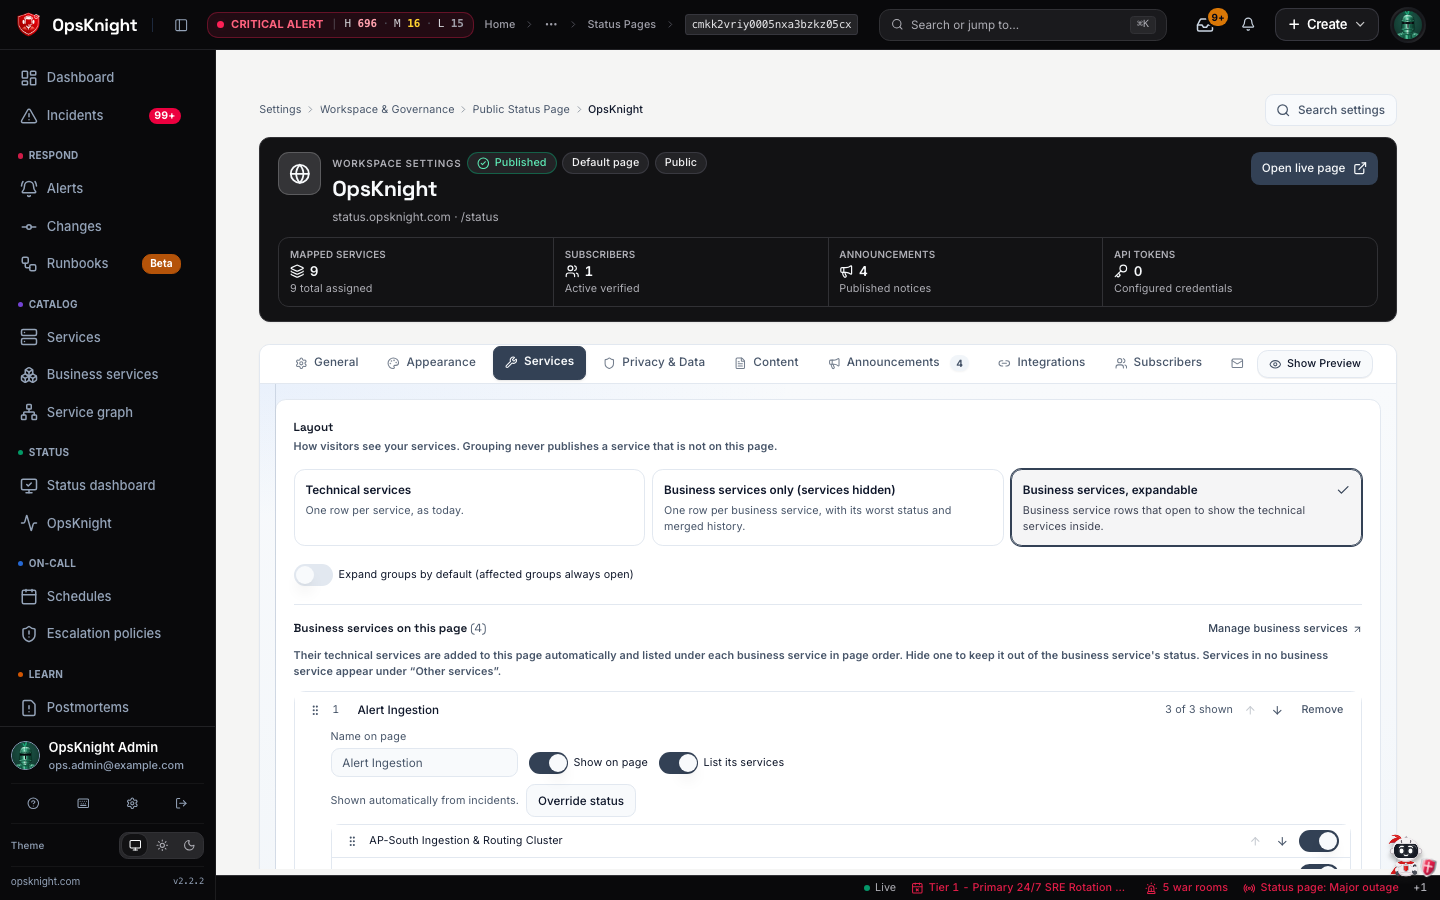 OpsKnight
CRITICAL ALERT | H 696 · M 16 · L 15
Home > ··· > Status Pages > cmkk2vriy0005nxa3bzkz05cx
Search or jump to... ⌘K
9+
+ Create
Dashboard
Incidents 99+
RESPOND
Alerts
Changes
Runbooks Beta
CATALOG
Services
Business services
Service graph
STATUS
Status dashboard
OpsKnight
ON-CALL
Schedules
Escalation policies
LEARN
Postmortems
OpsKnight Admin
ops.admin@example.com
Theme
opsknight.com v2.2.2
Settings > Workspace & Governance > Public Status Page > OpsKnight
Search settings
WORKSPACE SETTINGS Published Default page Public
Open live page
OpsKnight
status.opsknight.com · /status
MAPPED SERVICES
9
9 total assigned
SUBSCRIBERS
1
Active verified
ANNOUNCEMENTS
4
Published notices
API TOKENS
0
Configured credentials
General Appearance Services Privacy & Data Content Announcements 4 Integrations Subscribers Show Preview
Layout
How visitors see your services. Grouping never publishes a service that is not on this page.
Technical services
One row per service, as today.
Business services only (services hidden)
One row per business service, with its worst status and
merged history.
Business services, expandable
Business service rows that open to show the technical
services inside.
Expand groups by default (affected groups always open)
Business services on this page (4)
Manage business services
Their technical services are added to this page automatically and listed under each business service in page order. Hide one to keep it out of the business service's status. Services in no business
service appear under “Other services”.
1 Alert Ingestion 3 of 3 shown Remove
Name on page
Alert Ingestion Show on page List its services
Shown automatically from incidents. Override status
AP-South Ingestion & Routing Cluster
Live Tier 1 - Primary 24/7 SRE Rotation ... 5 war rooms Status page: Major outage +1